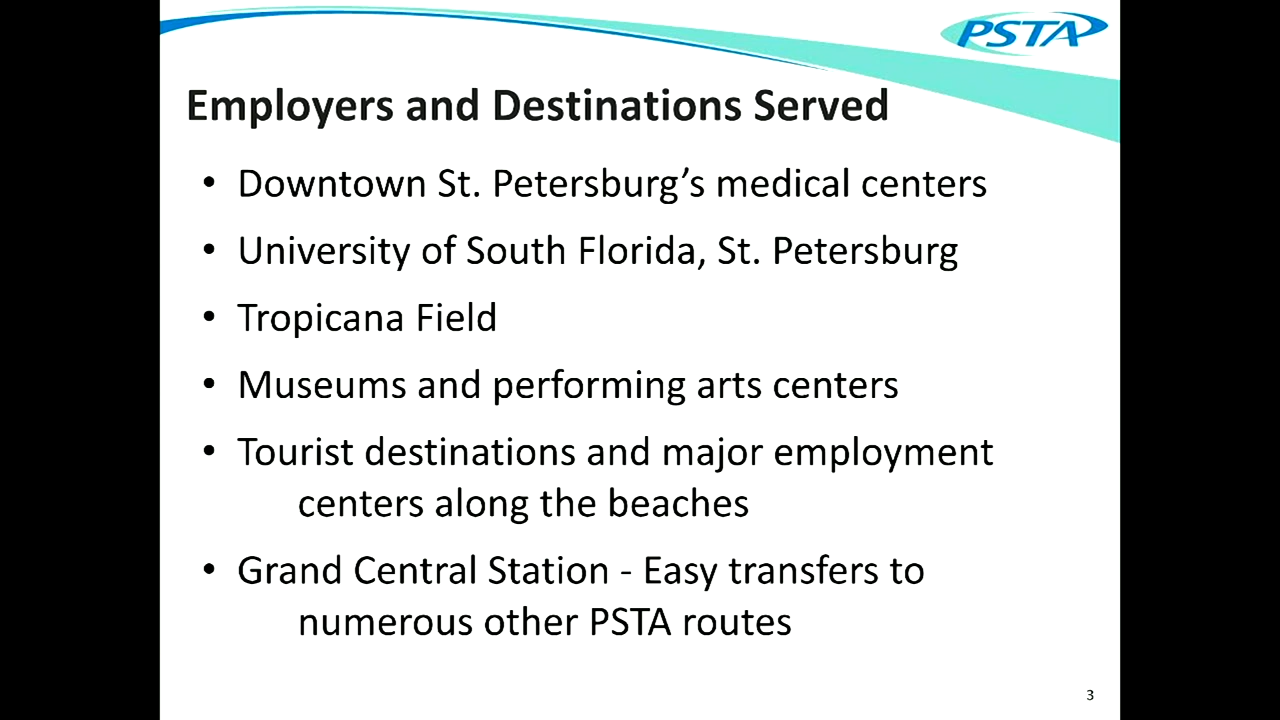 PSTA
Employers and Destinations Served
• Downtown St. Petersburg’s medical centers
• University of South Florida, St. Petersburg
• Tropicana Field
• Museums and performing arts centers
• Tourist destinations and major employment
centers along the beaches
• Grand Central Station - Easy transfers to
numerous other PSTA routes
3